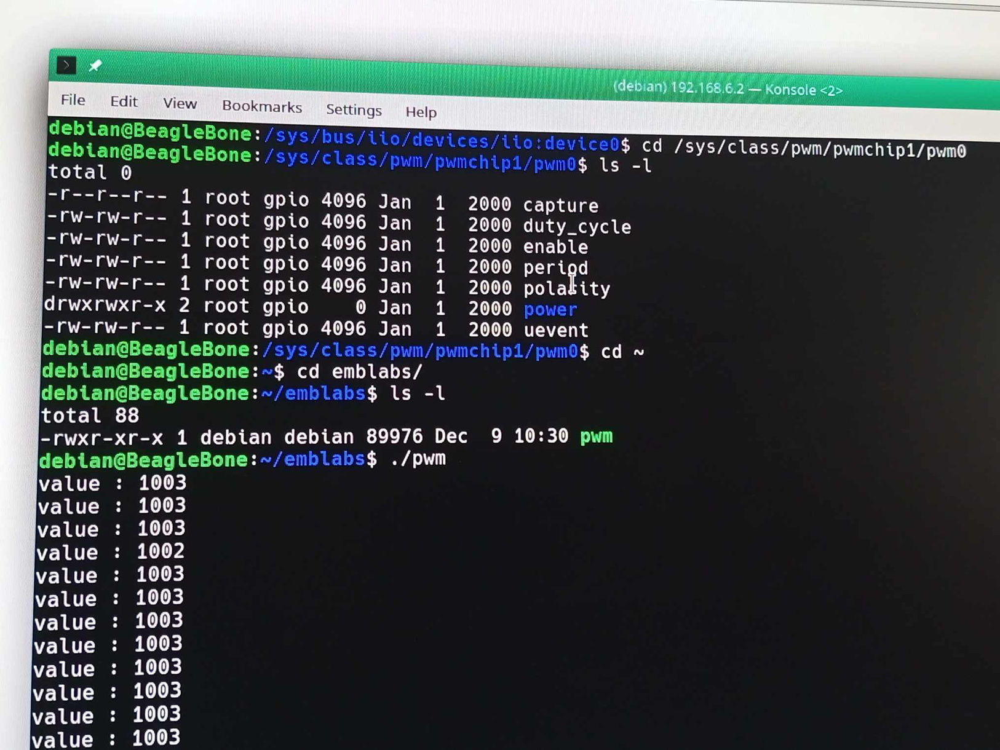 (debian) 192.168.6.2 — Konsole <2>
File Edit View Bookmarks Settings Help
debian@BeagleBone:/sys/bus/iio/devices/iio:device0$ cd /sys/class/pwm/pwmchip1/pwm0
debian@BeagleBone:/sys/class/pwm/pwmchip1/pwm0$ ls -l
total 0
-r--r--r-- 1 root gpio 4096 Jan  1  2000 capture
-rw-rw-r-- 1 root gpio 4096 Jan  1  2000 duty_cycle
-rw-rw-r-- 1 root gpio 4096 Jan  1  2000 enable
-rw-rw-r-- 1 root gpio 4096 Jan  1  2000 period
-rw-rw-r-- 1 root gpio 4096 Jan  1  2000 polarity
drwxrwxr-x 2 root gpio    0 Jan  1  2000 power
-rw-rw-r-- 1 root gpio 4096 Jan  1  2000 uevent
debian@BeagleBone:/sys/class/pwm/pwmchip1/pwm0$ cd ~
debian@BeagleBone:~$ cd emblabs/
debian@BeagleBone:~/emblabs$ ls -l
total 88
-rwxr-xr-x 1 debian debian 89976 Dec  9 10:30 pwm
debian@BeagleBone:~/emblabs$ ./pwm
value : 1003
value : 1003
value : 1003
value : 1002
value : 1003
value : 1003
value : 1003
value : 1003
value : 1003
value : 1003
value : 1003
value : 1003